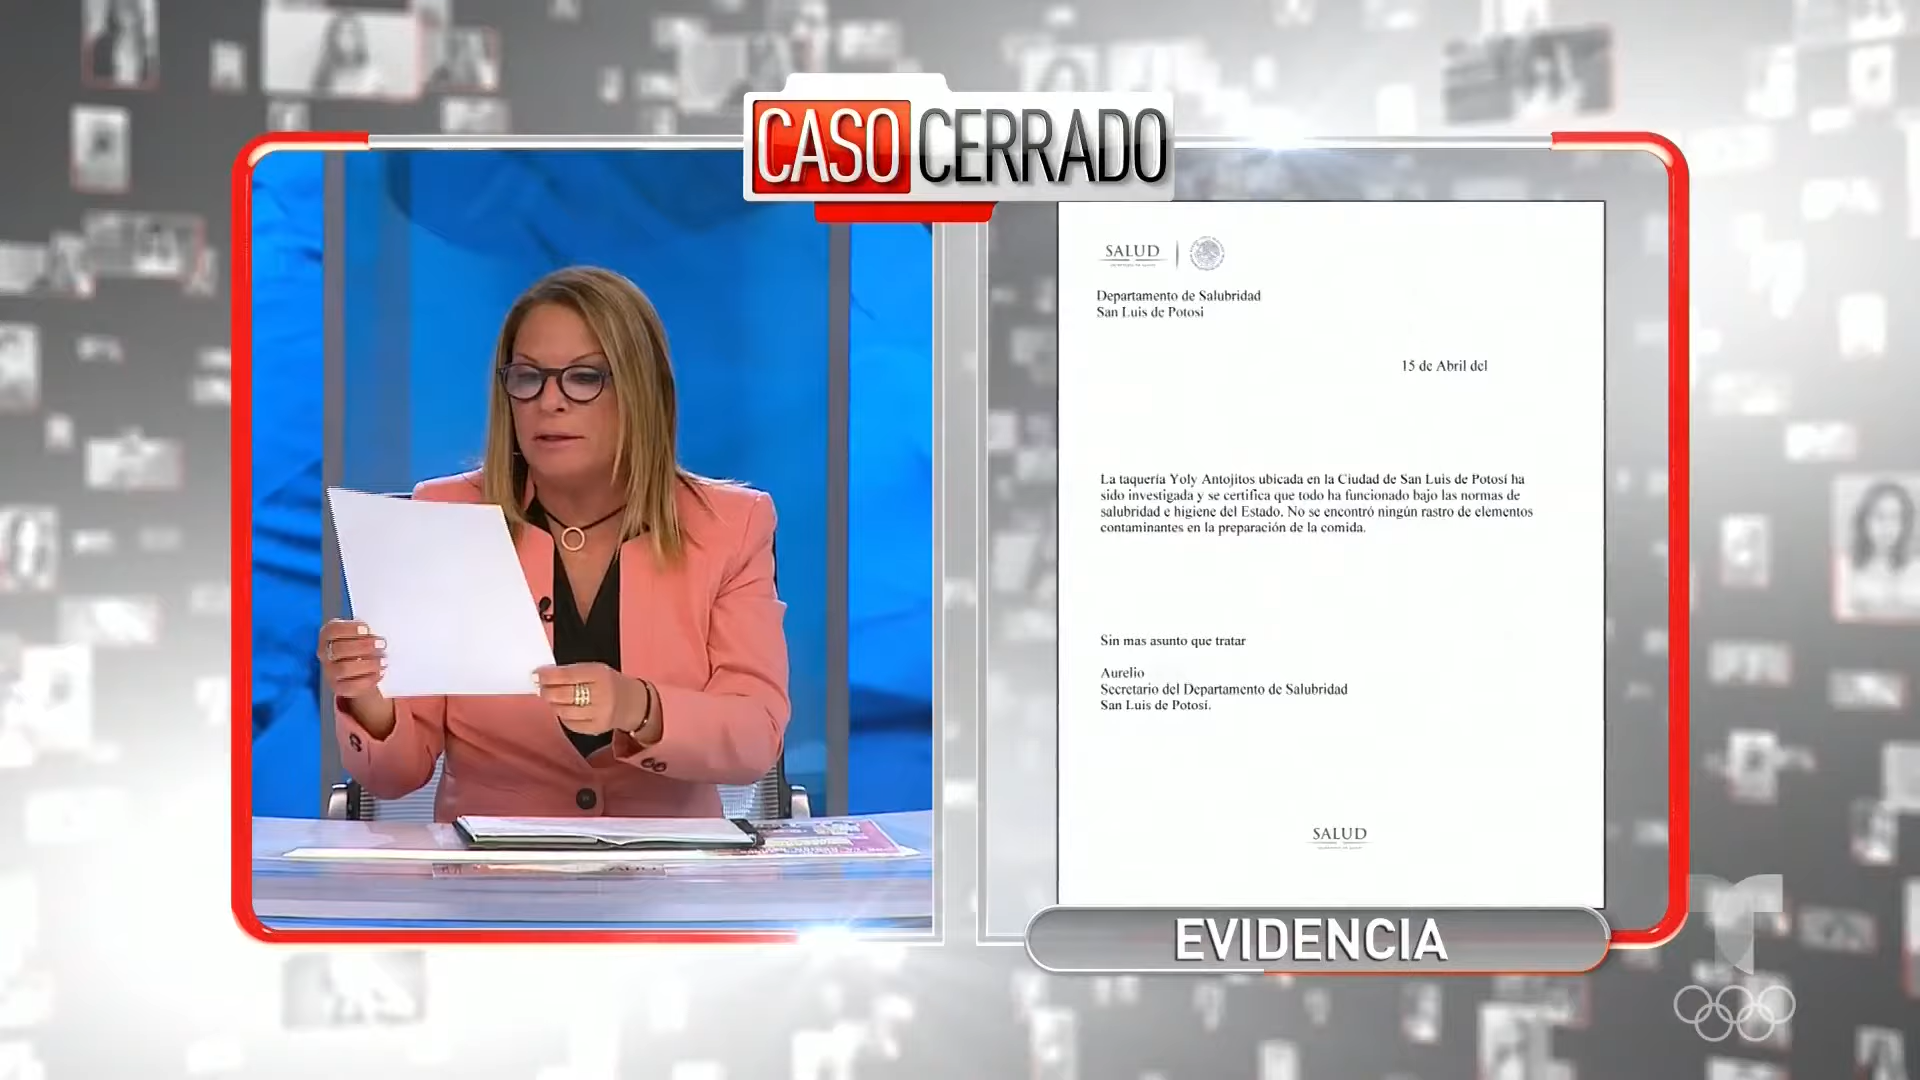 CASO CERRADO
SALUD
Departamento de Salubridad
San Luis de Potosi
15 de Abril del
La taquería Yoly Antojitos ubicada en la Ciudad de San Luis de Potosí ha
sido investigada y se certifica que todo ha funcionado bajo las normas de
salubridad e higiene del Estado. No se encontró ningún rastro de elementos
contaminantes en la preparación de la comida.
Sin mas asunto que tratar
Aurelio
Secretario del Departamento de Salubridad
San Luis de Potosí.
SALUD
EVIDENCIA